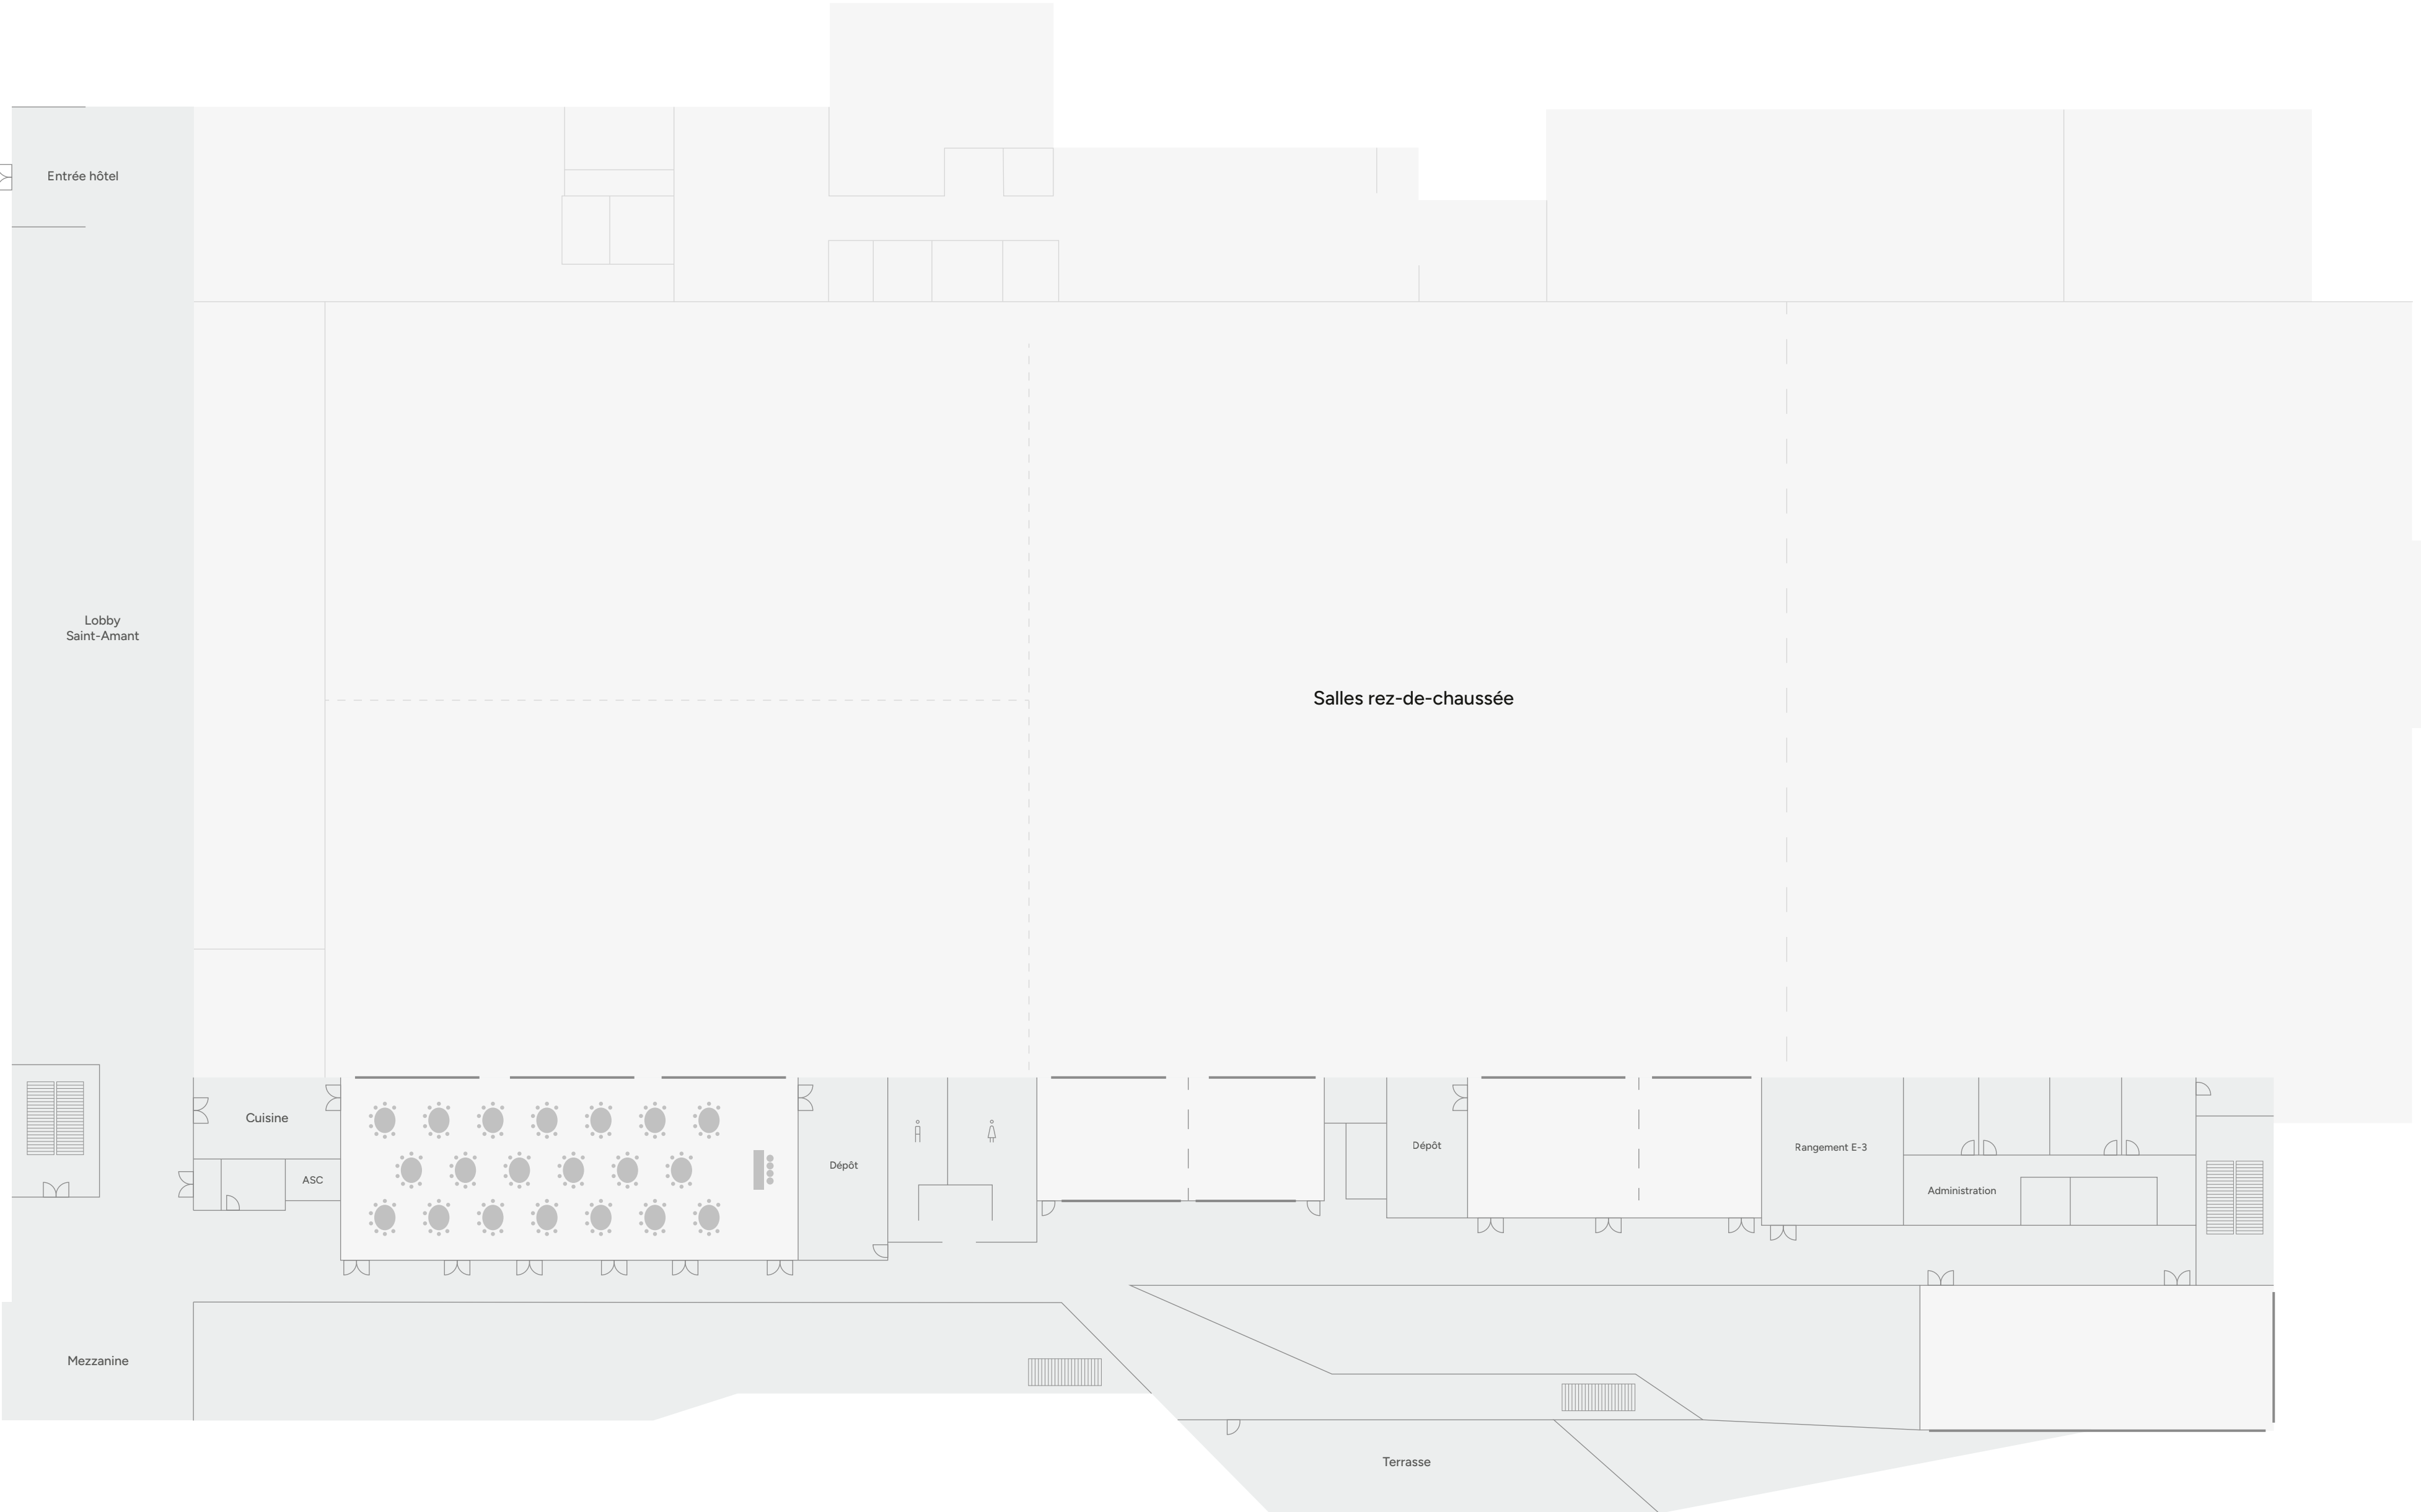 Entrée hôtel
Lobby
Saint-Amant
Salles rez-de-chaussée
Cuisine
ASC
Dépôt
Dépôt
Rangement E-3
Administration
Mezzanine
Terrasse